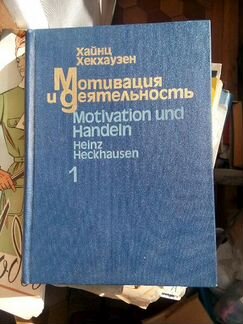 Хайнц
Хекхаузен
Мотивация
и деятельность
Motivation und
Handeln
Heinz
Heckhausen
1